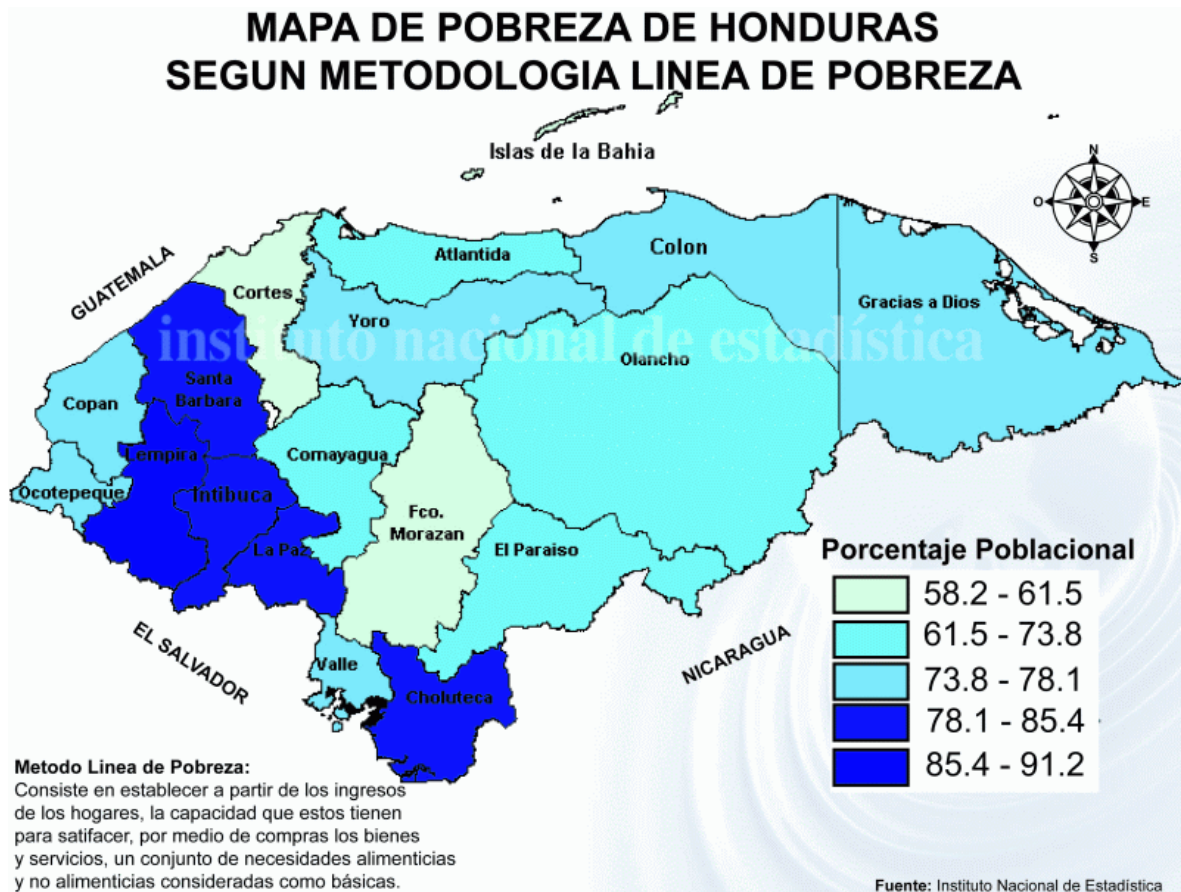 MAPA DE POBREZA DE HONDURAS
SEGUN METODOLOGIA LINEA DE POBREZA
Islas de la Bahia
N
O
E
S
GUATEMALA
Atlantida
Colon
Cortes
Gracias a Dios
Yoro
instituto nacional de estadística
Olancho
Santa
Barbara
Copan
Lempira
Comayagua
Ocotepeque
Intibuca
Fco.
Morazan
La Paz
El Paraiso
EL SALVADOR
NICARAGUA
Valle
Choluteca
Porcentaje Poblacional
58.2 - 61.5
61.5 - 73.8
73.8 - 78.1
78.1 - 85.4
85.4 - 91.2
Metodo Linea de Pobreza:
Consiste en establecer a partir de los ingresos
de los hogares, la capacidad que estos tienen
para satifacer, por medio de compras los bienes
y servicios, un conjunto de necesidades alimenticias
y no alimenticias consideradas como básicas.
Fuente: Instituto Nacional de Estadística